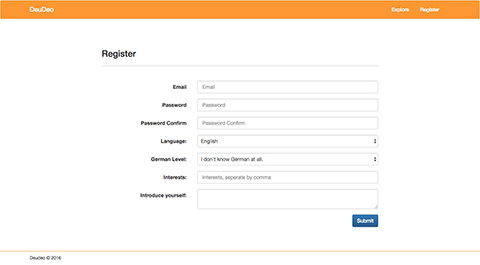 DeuDeo Explore Register
Register
Email Email
Password Password
Password Confirm Password Confirm
Language: English
German Level: I don't know German at all.
Interests: Interests, seperate by comma
Introduce yourself:
Submit
Deudeo © 2016